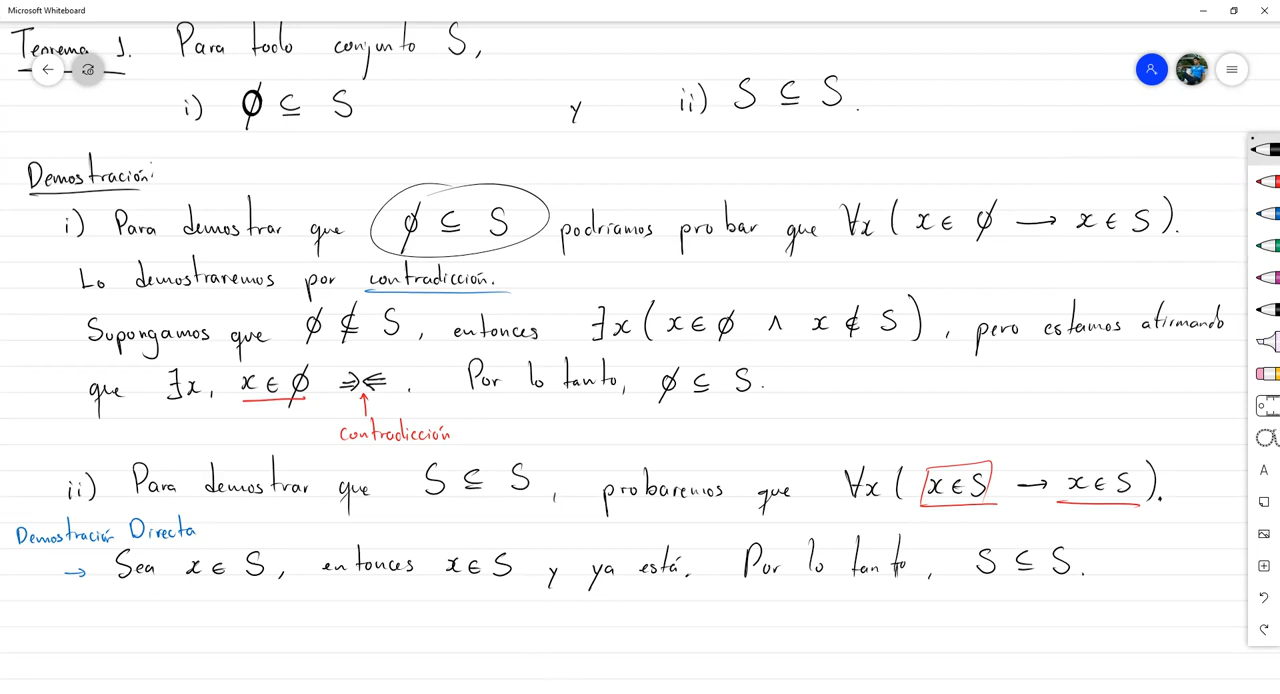 Microsoft Whiteboard
Teorema 1. Para todo conjunto S,
i) ∅ ⊆ S y ii) S ⊆ S.
Demostración:
i) Para demostrar que ∅ ⊆ S podríamos probar que ∀x ( x ∈ ∅ → x ∈ S ).
Lo demostraremos por contradicción.
Supongamos que ∅ ⊈ S, entonces ∃x ( x ∈ ∅ ∧ x ∉ S ), pero estamos afirmando
que ∃x, x ∈ ∅ ⇒⇐. Por lo tanto, ∅ ⊆ S.
contradicción
ii) Para demostrar que S ⊆ S, probaremos que ∀x ( x ∈ S → x ∈ S ).
Demostración Directa
→ Sea x ∈ S, entonces x ∈ S y ya está. Por lo tanto, S ⊆ S.